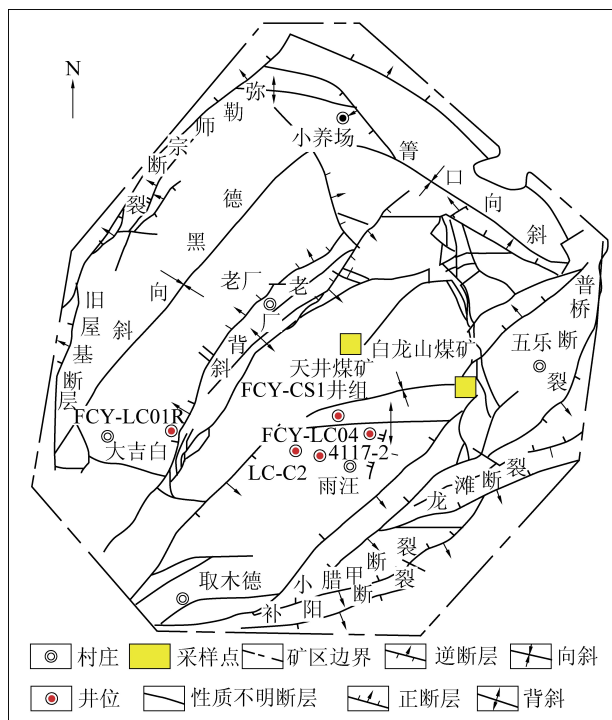 N
弥勒师宗断裂
小养场
箐口向斜
德黑向斜
老厂
老厂背斜
旧屋基断层
普桥断裂
五乐
白龙山煤矿
天井煤矿
FCY-CS1井组
FCY-LC01R
大吉白
FCY-LC04
4117-2
LC-C2
雨汪
龙滩断裂
取木德
小腊甲断裂
补阳断裂
村庄
采样点
矿区边界
逆断层
向斜
井位
性质不明断层
正断层
背斜